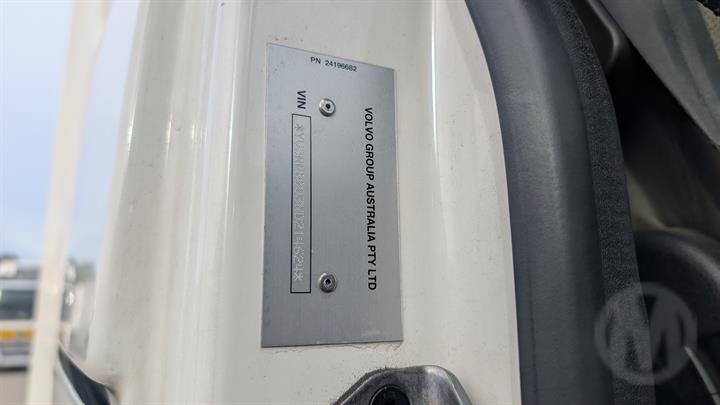 PN 24196682
VOLVO GROUP AUSTRALIA PTY LTD
VIN
M